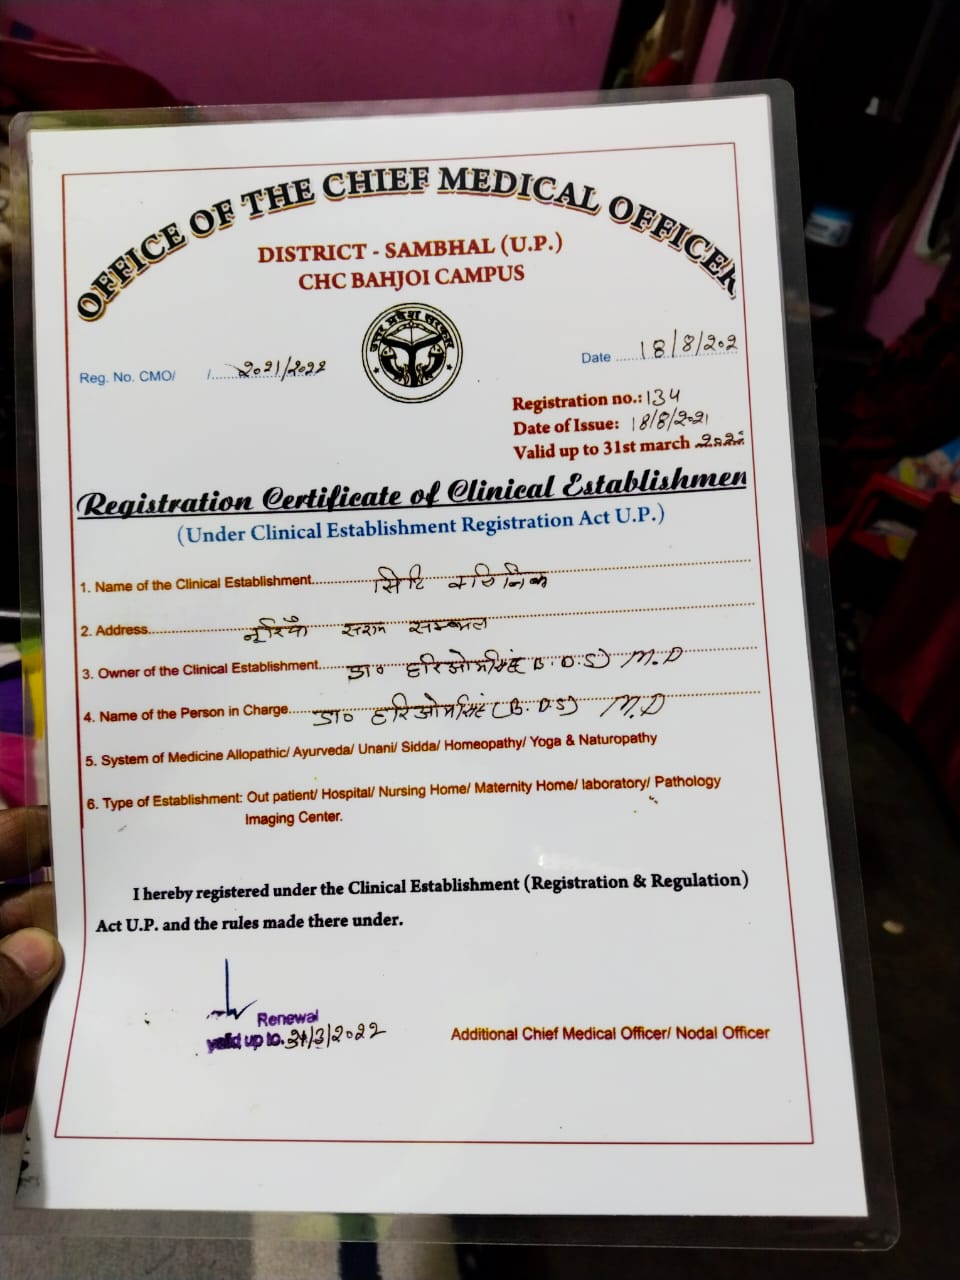 OFFICE OF THE CHIEF MEDICAL OFFICER
DISTRICT - SAMBHAL (U.P.)
CHC BAHJOI CAMPUS
उत्तर प्रदेश सरकार
Reg. No. CMO/ /....2021/2022
Date ...... 18/8/202
Registration no.: 134
Date of Issue: 18/8/2021
Valid up to 31st march
Registration Certificate of Clinical Establishmen
(Under Clinical Establishment Registration Act U.P.)
1. Name of the Clinical Establishment.... सिटि क्लीनिक
2. Address.... सराय सम्भल
3. Owner of the Clinical Establishment.... डा० हरिओमसिंह (B.D.S) M.D
4. Name of the Person in Charge.... डा० हरिओमसिंह (B.D.S) M.D
5. System of Medicine Allopathic/ Ayurveda/ Unani/ Sidda/ Homeopathy/ Yoga & Naturopathy
6. Type of Establishment: Out patient/ Hospital/ Nursing Home/ Maternity Home/ laboratory/ Pathology
Imaging Center.
I hereby registered under the Clinical Establishment (Registration & Regulation)
Act U.P. and the rules made there under.
Renewal
valid up to. 31/3/2022
Additional Chief Medical Officer/ Nodal Officer